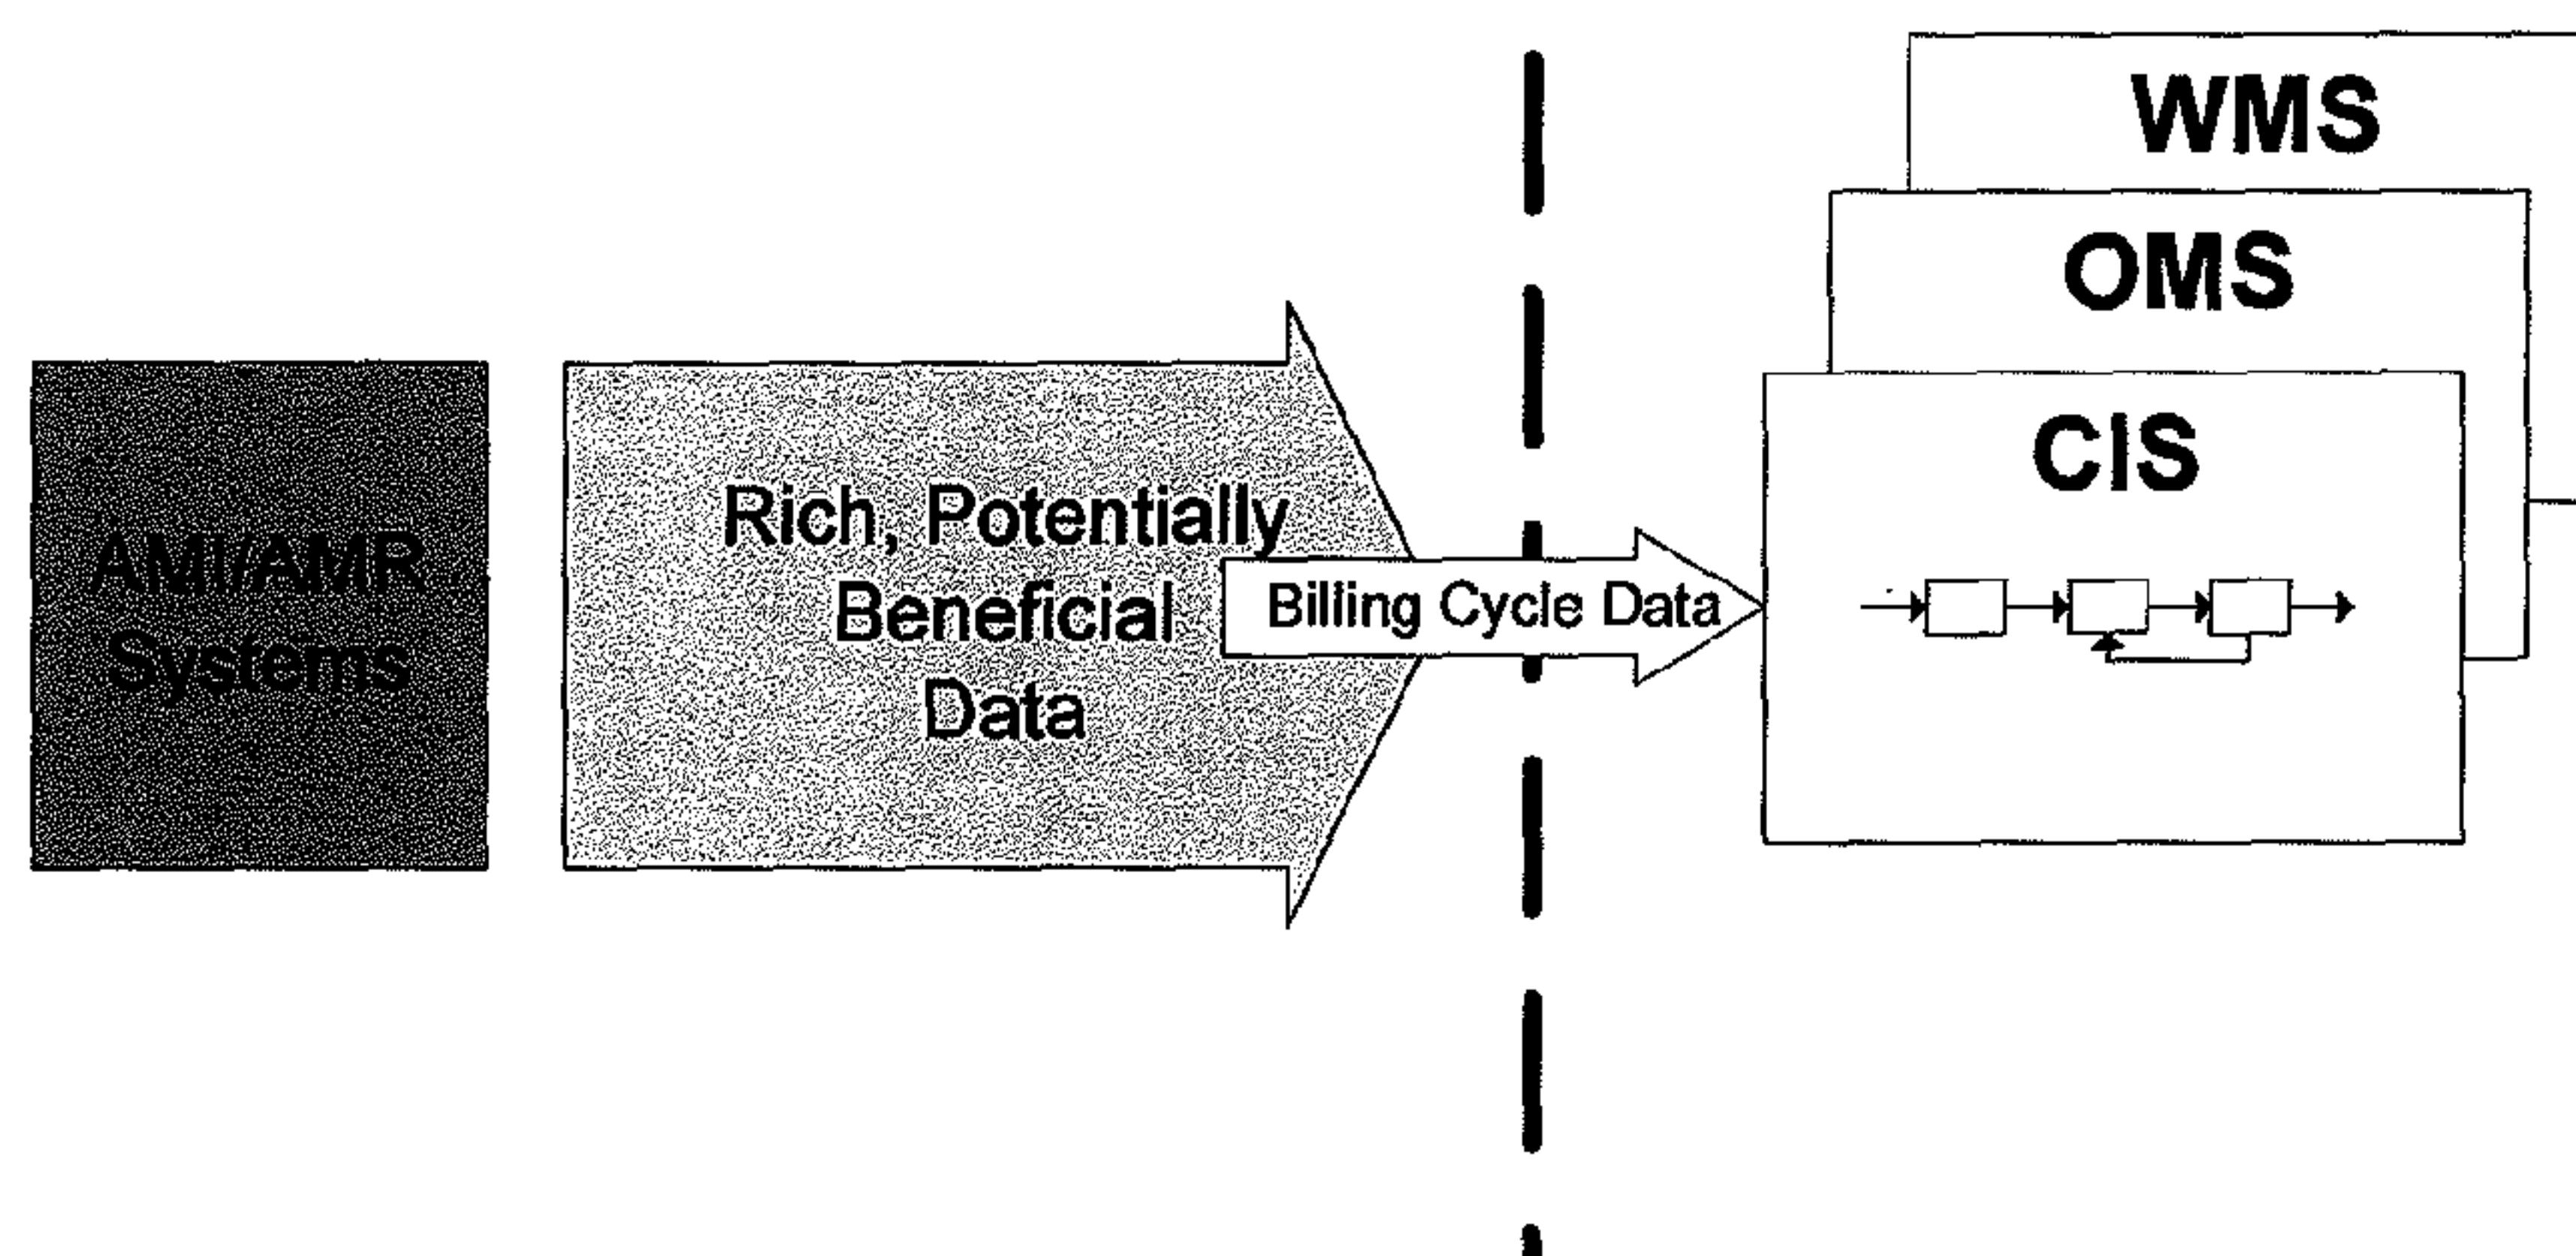 AMI/AMR
Systems
Rich, Potentially
Beneficial
Data
Billing Cycle Data
WMS
OMS
CIS